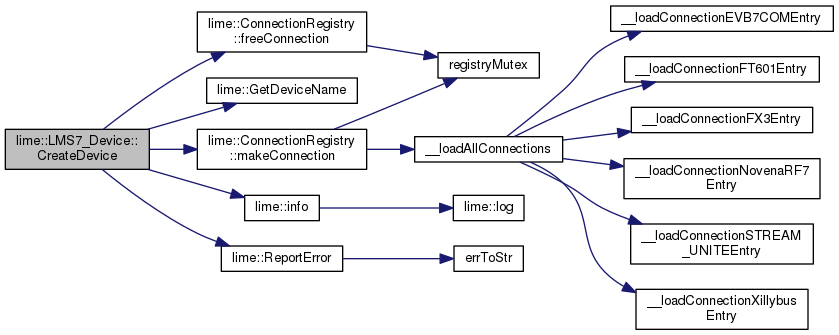 lime::LMS7_Device::
CreateDevice
lime::ConnectionRegistry
::freeConnection
lime::GetDeviceName
lime::ConnectionRegistry
::makeConnection
lime::info
lime::ReportError
registryMutex
__loadAllConnections
lime::log
errToStr
__loadConnectionEVB7COMEntry
__loadConnectionFT601Entry
__loadConnectionFX3Entry
__loadConnectionNovenaRF7
Entry
__loadConnectionSTREAM
_UNITEEntry
__loadConnectionXillybus
Entry